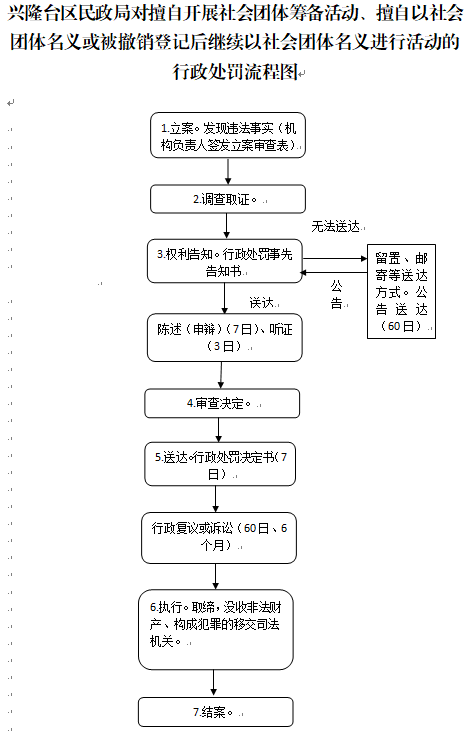 兴隆台区民政局对擅自开展社会团体筹备活动、擅自以社会
团体名义或被撤销登记后继续以社会团体名义进行活动的
行政处罚流程图
1.立案。发现违法事实（机
构负责人签发立案审查表）
2.调查取证。
无法送达
3.权利告知。行政处罚事先
告知书
留置、邮
寄等送达
方式。公
告送达
（60日）
公
告
送达
陈述（申辩）（7日）、听证
（3日）
4.审查决定。
5.送达。行政处罚决定书（7
日）
行政复议或诉讼（60日、6
个月）
6.执行。取缔，没收非法财
产、构成犯罪的移交司法
机关。
7.结案。